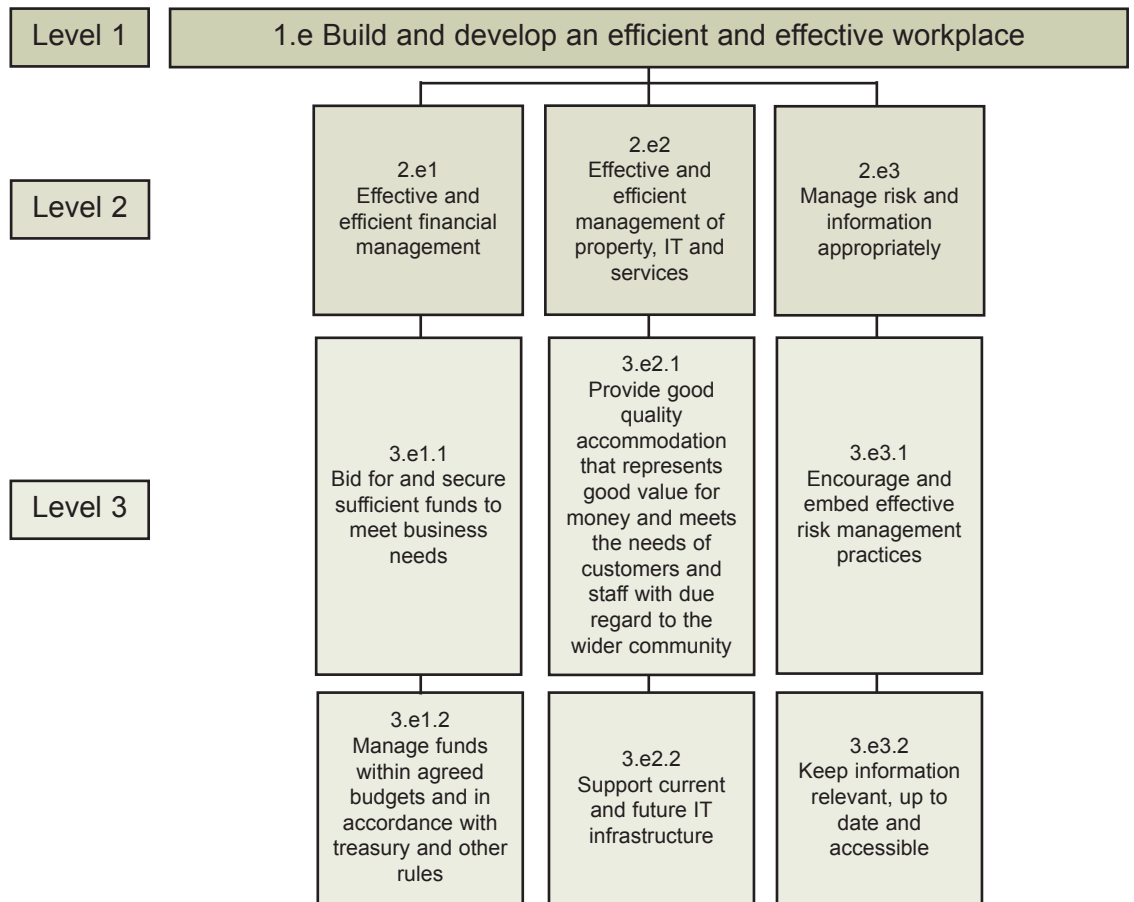 Level 1
1.e Build and develop an efficient and effective workplace
Level 2
2.e1
Effective and
efficient financial
management
2.e2
Effective and
efficient
management of
property, IT and
services
2.e3
Manage risk and
information
appropriately
Level 3
3.e1.1
Bid for and secure
sufficient funds to
meet business
needs
3.e2.1
Provide good
quality
accommodation
that represents
good value for
money and meets
the needs of
customers and
staff with due
regard to the
wider community
3.e3.1
Encourage and
embed effective
risk management
practices
3.e1.2
Manage funds
within agreed
budgets and in
accordance with
treasury and other
rules
3.e2.2
Support current
and future IT
infrastructure
3.e3.2
Keep information
relevant, up to
date and
accessible